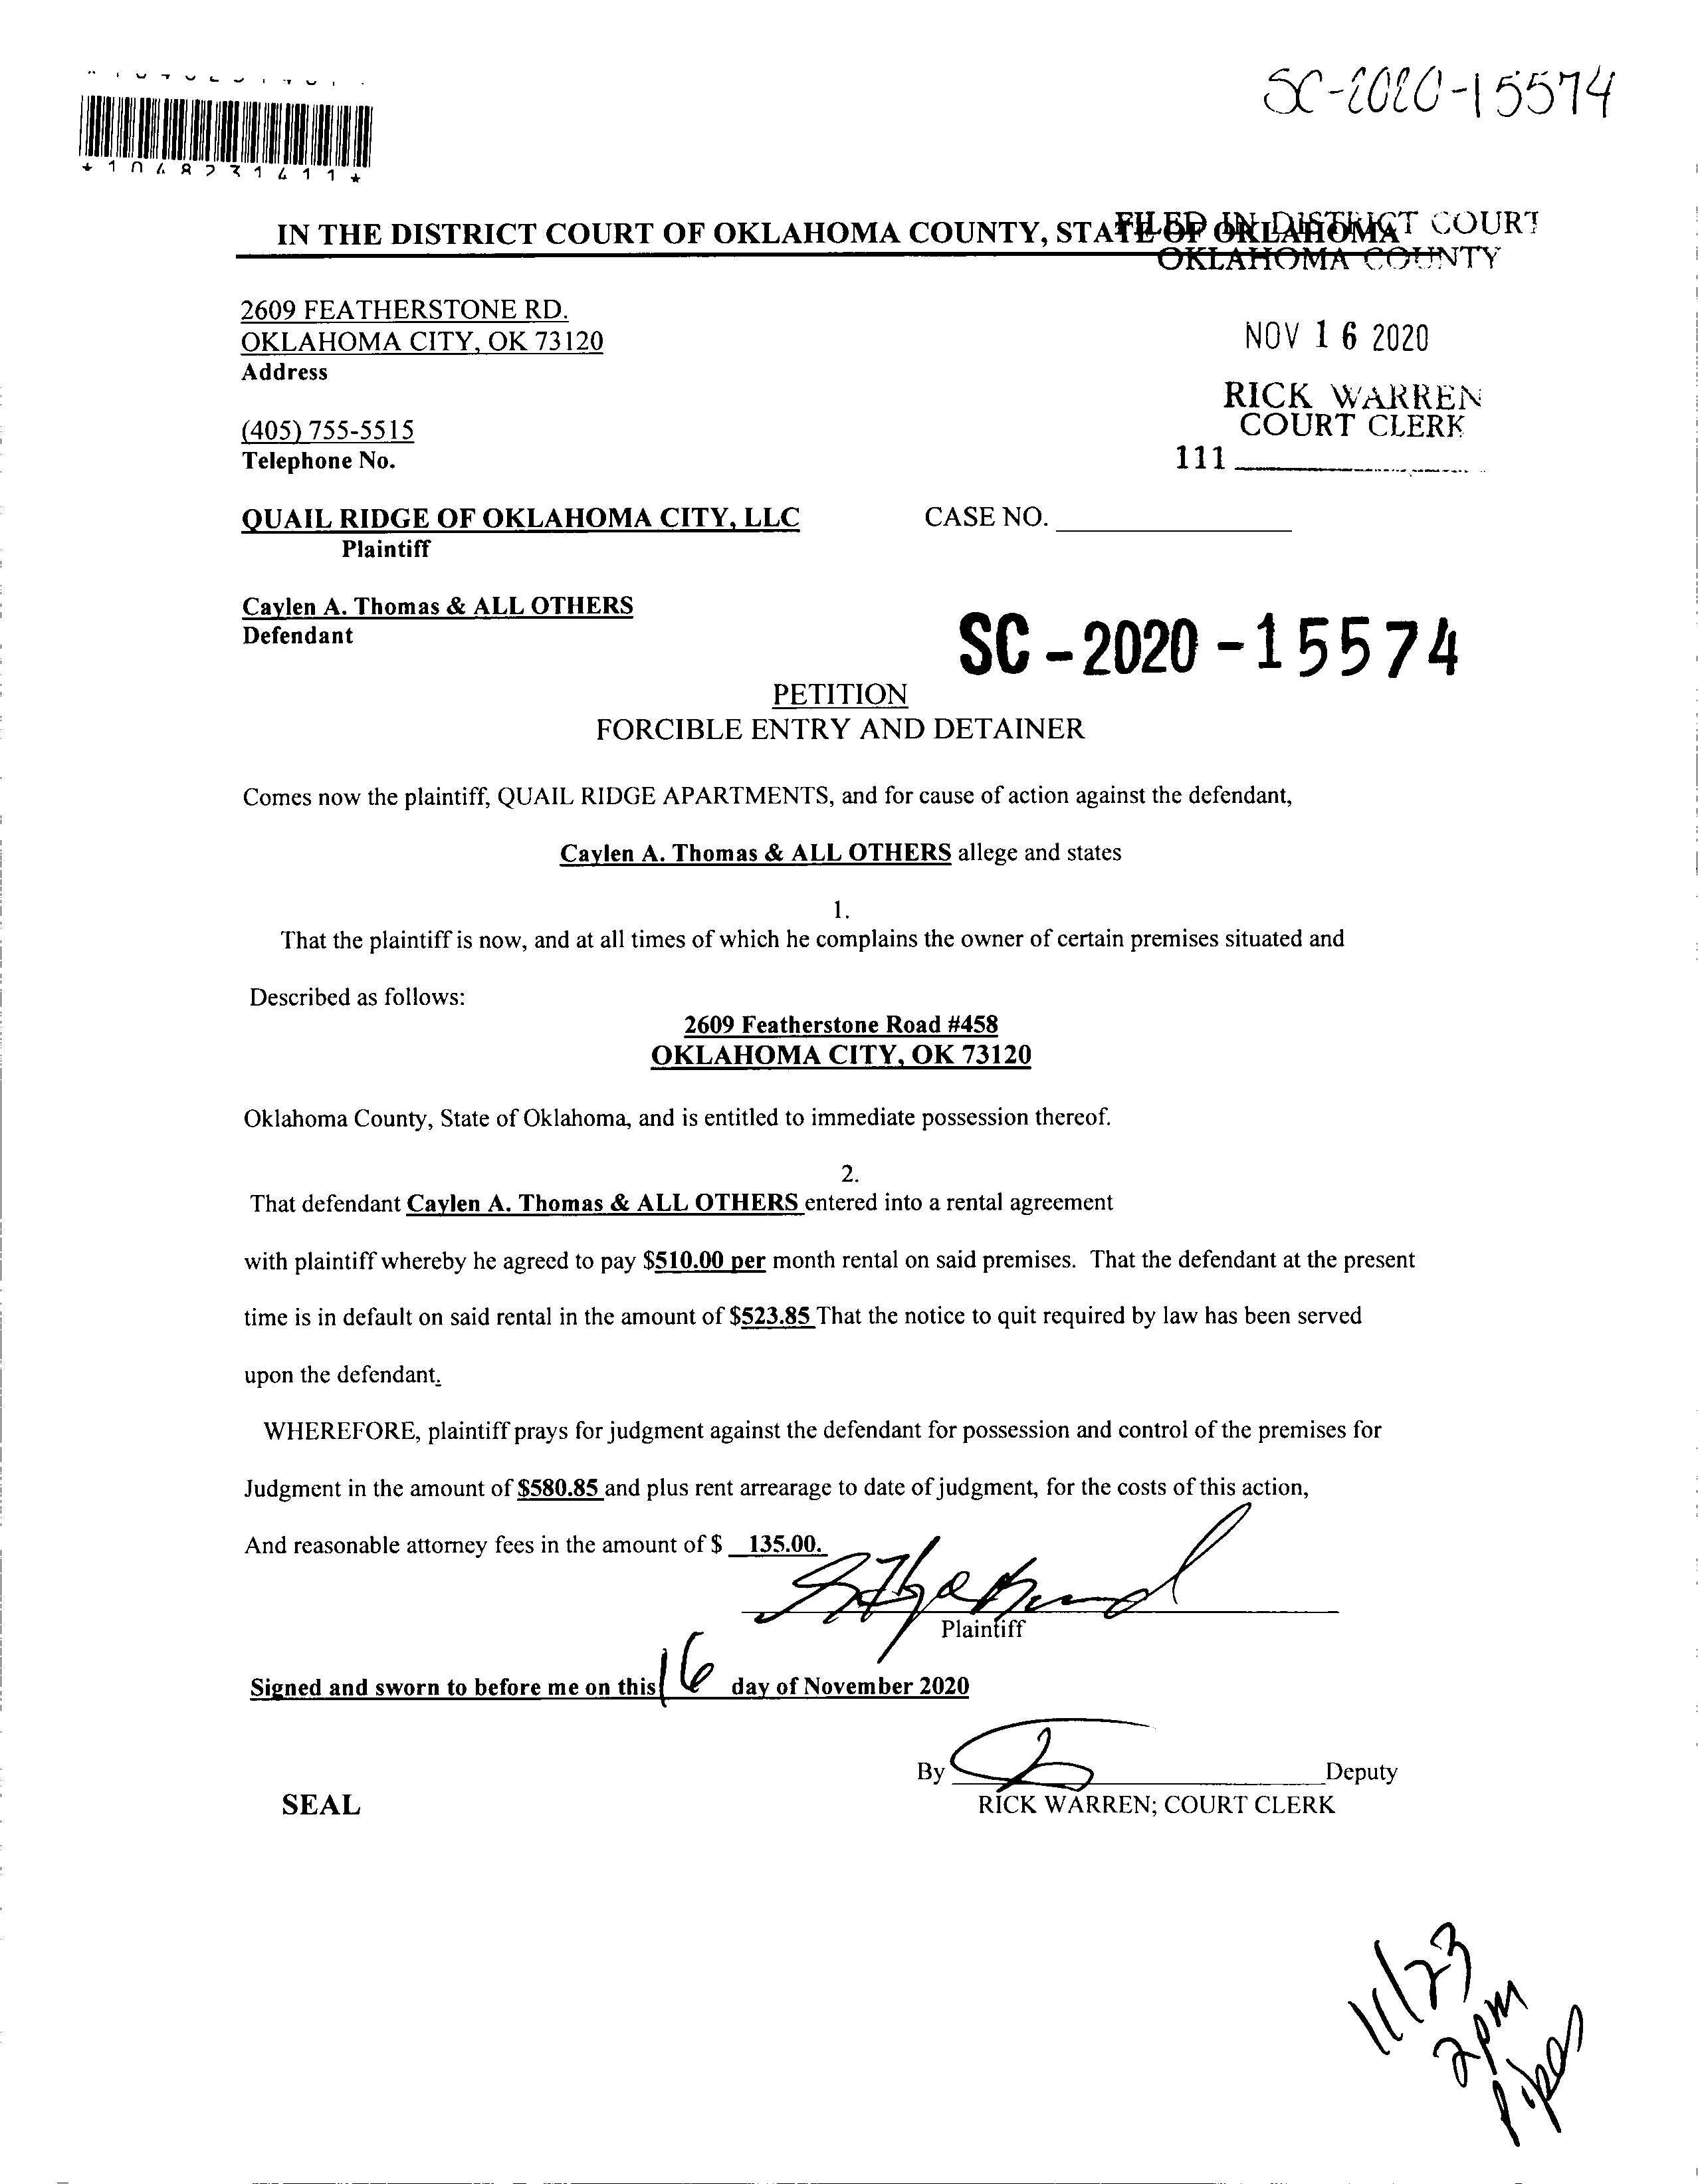 SC-2020-15574
*1048231411*
IN THE DISTRICT COURT OF OKLAHOMA COUNTY, STATE OF OKLAHOMA
FILED IN DISTRICT COURT
OKLAHOMA COUNTY
2609 FEATHERSTONE RD.
OKLAHOMA CITY, OK 73120
Address
NOV 16 2020
RICK WARREN
COURT CLERK
(405) 755-5515
Telephone No.
111
QUAIL RIDGE OF OKLAHOMA CITY, LLC
CASE NO.
Plaintiff
Caylen A. Thomas & ALL OTHERS
Defendant
SC-2020-15574
PETITION
FORCIBLE ENTRY AND DETAINER
Comes now the plaintiff, QUAIL RIDGE APARTMENTS, and for cause of action against the defendant,
Caylen A. Thomas & ALL OTHERS allege and states
1.
That the plaintiff is now, and at all times of which he complains the owner of certain premises situated and
Described as follows:
2609 Featherstone Road #458
OKLAHOMA CITY, OK 73120
Oklahoma County, State of Oklahoma, and is entitled to immediate possession thereof.
2.
That defendant Caylen A. Thomas & ALL OTHERS entered into a rental agreement
with plaintiff whereby he agreed to pay $510.00 per month rental on said premises. That the defendant at the present
time is in default on said rental in the amount of $523.85 That the notice to quit required by law has been served
upon the defendant.
WHEREFORE, plaintiff prays for judgment against the defendant for possession and control of the premises for
Judgment in the amount of $580.85 and plus rent arrearage to date of judgment, for the costs of this action,
And reasonable attorney fees in the amount of $ 135.00.
Plaintiff
Signed and sworn to before me on this 16 day of November 2020
By Deputy
SEAL
RICK WARREN; COURT CLERK
11/23
2pm